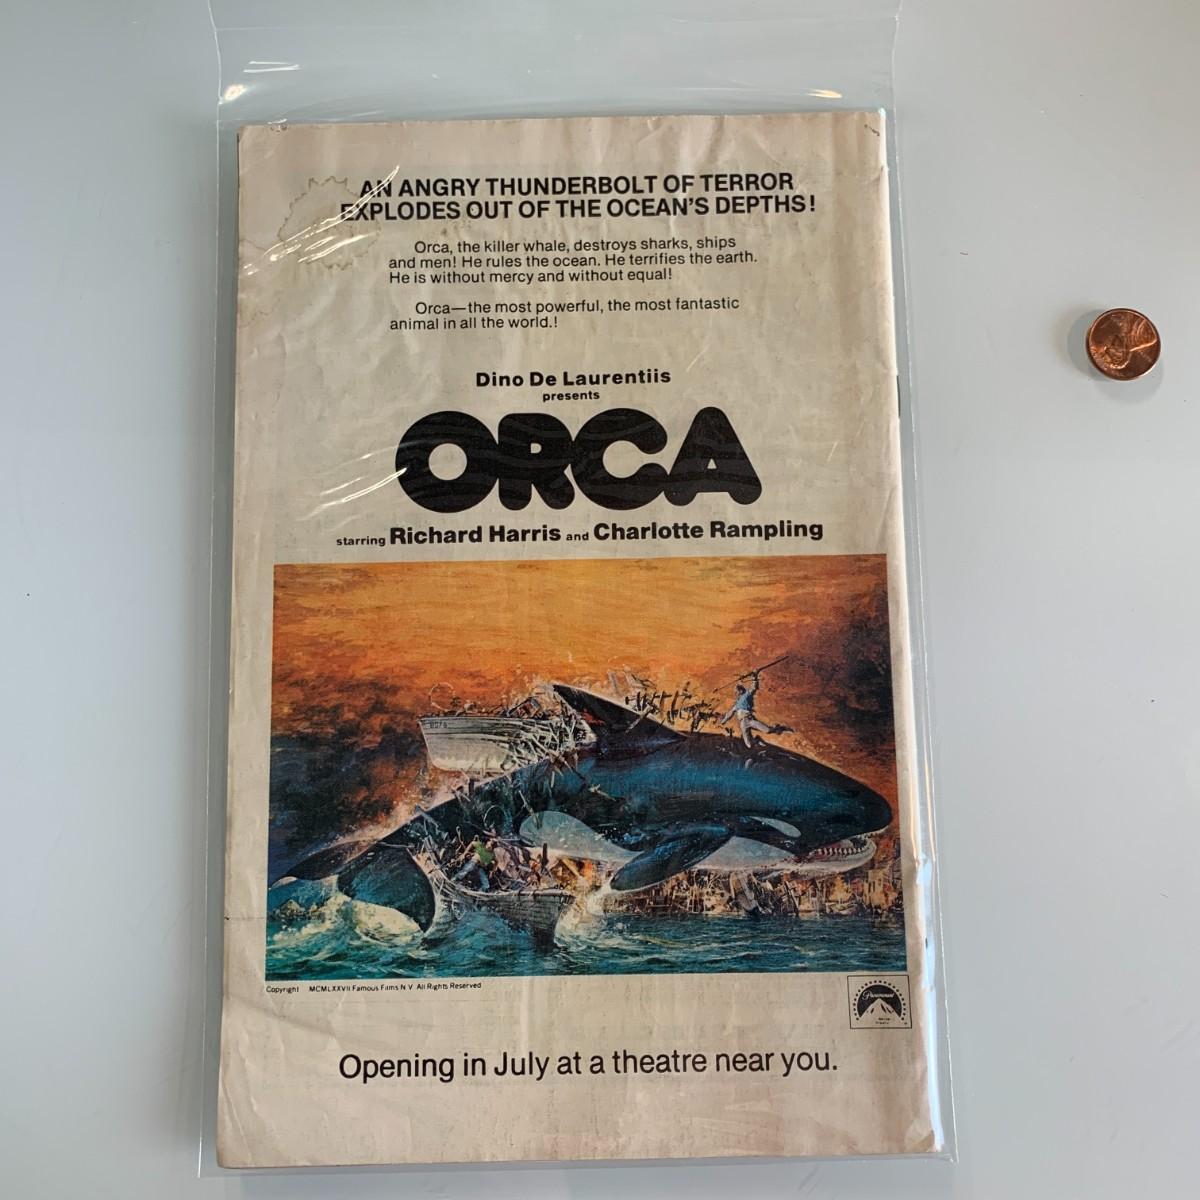 AN ANGRY THUNDERBOLT OF TERROR
EXPLODES OUT OF THE OCEAN'S DEPTHS!
Orca, the killer whale, destroys sharks, ships
and men! He rules the ocean. He terrifies the earth.
He is without mercy and without equal!
Orca—the most powerful, the most fantastic
animal in all the world.!
Dino De Laurentiis
presents
ORCA
starring Richard Harris and Charlotte Rampling
Copyright MCMLXXVII Famous Films N V All Rights Reserved
Paramount
Opening in July at a theatre near you.